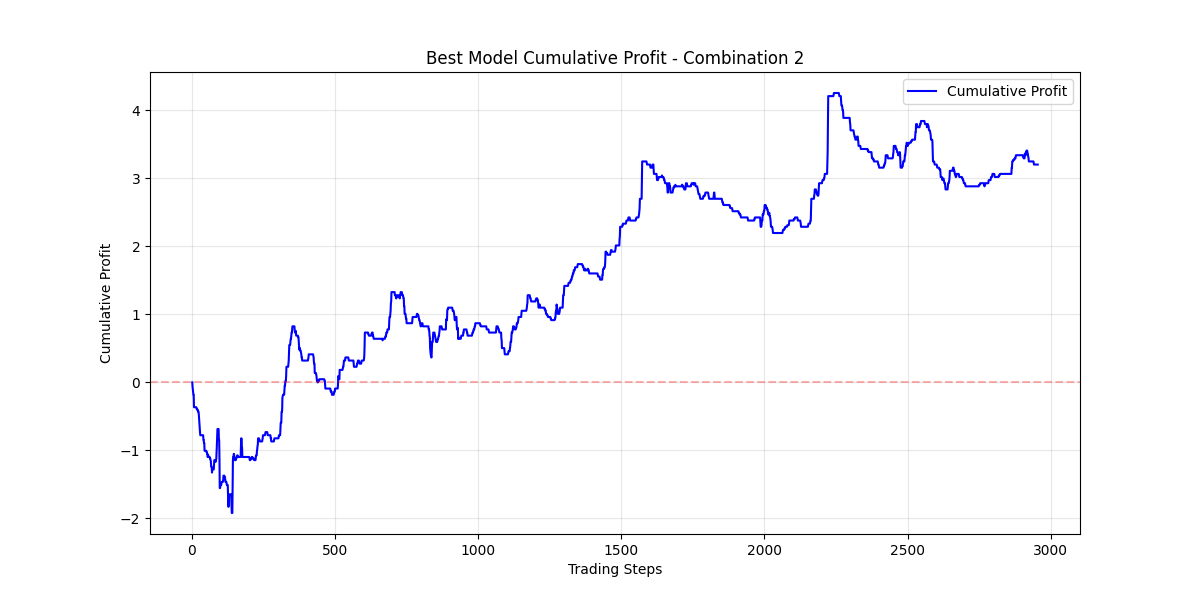 Best Model Cumulative Profit - Combination 2
Cumulative Profit
4
3
2
1
0
−1
−2
Cumulative Profit
0 500 1000 1500 2000 2500 3000
Trading Steps